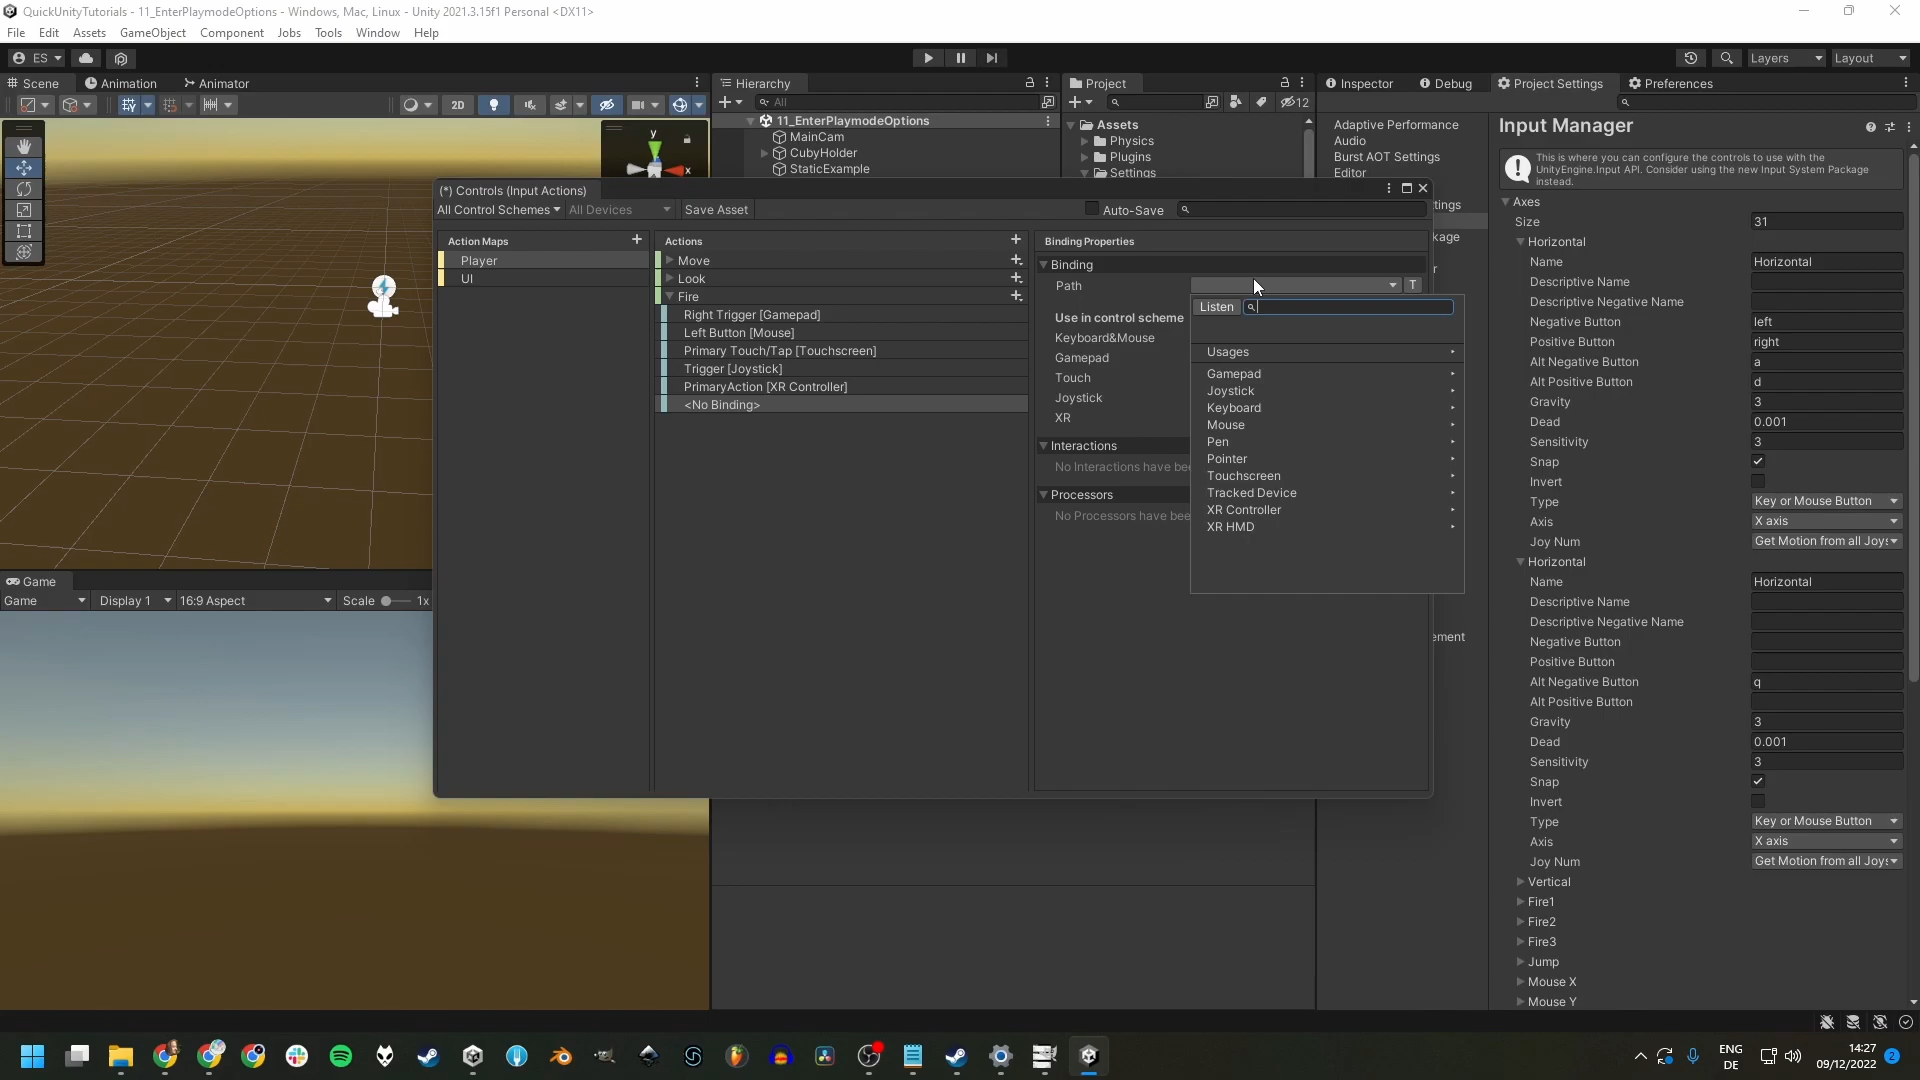 QuickUnityTutorials - 11_EnterPlaymodeOptions - Windows, Mac, Linux - Unity 2021.3.15f1 Personal <DX11>
File Edit Assets GameObject Component Jobs Tools Window Help
ES Layers Layout
Scene Animation Animator
2D
Hierarchy
All
11_EnterPlaymodeOptions
MainCam
CubyHolder
StaticExample
Project
12
Assets
Physics
Plugins
Settings
Inspector Debug Project Settings Preferences
Adaptive Performance
Audio
Burst AOT Settings
Editor
tings
kage
r
ement
y
x
(*) Controls (Input Actions)
All Control Schemes All Devices Save Asset Auto-Save
Action Maps
Player
UI
Actions
Move
Look
Fire
Right Trigger [Gamepad]
Left Button [Mouse]
Primary Touch/Tap [Touchscreen]
Trigger [Joystick]
PrimaryAction [XR Controller]
<No Binding>
Binding Properties
Binding
Path T
Use in control scheme
Keyboard&Mouse
Gamepad
Touch
Joystick
XR
Interactions
No Interactions have bee
Processors
No Processors have bee
Listen
Usages
Gamepad
Joystick
Keyboard
Mouse
Pen
Pointer
Touchscreen
Tracked Device
XR Controller
XR HMD
Input Manager
This is where you can configure the controls to use with the
UnityEngine.Input API. Consider using the new Input System Package
instead.
Axes
Size 31
Horizontal
Name Horizontal
Descriptive Name
Descriptive Negative Name
Negative Button left
Positive Button right
Alt Negative Button a
Alt Positive Button d
Gravity 3
Dead 0.001
Sensitivity 3
Snap
Invert
Type Key or Mouse Button
Axis X axis
Joy Num Get Motion from all Joys
Horizontal
Name Horizontal
Descriptive Name
Descriptive Negative Name
Negative Button
Positive Button
Alt Negative Button q
Alt Positive Button
Gravity 3
Dead 0.001
Sensitivity 3
Snap
Invert
Type Key or Mouse Button
Axis X axis
Joy Num Get Motion from all Joys
Vertical
Fire1
Fire2
Fire3
Jump
Mouse X
Mouse Y
Game
Game Display 1 16:9 Aspect Scale 1x
ENG
DE
14:27
09/12/2022
2